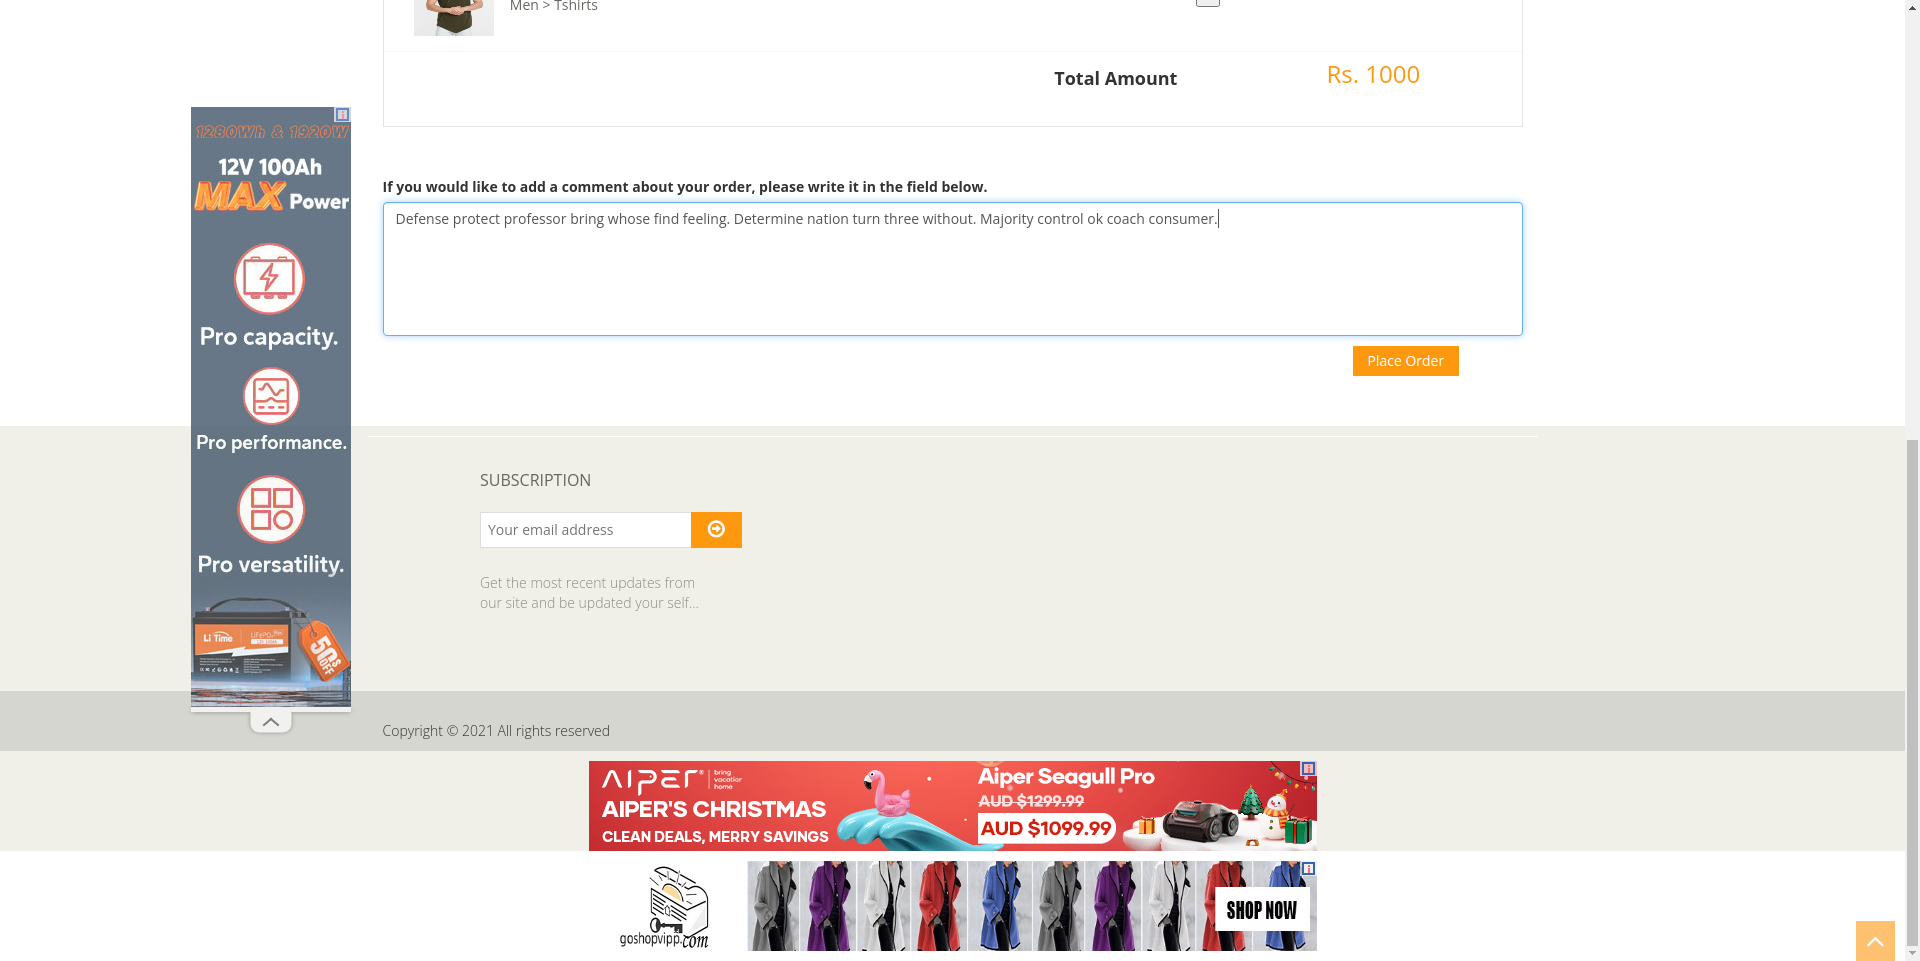 Men > Tshirts
Total Amount
Rs. 1000
1280Wh & 1920W
12V 100Ah
MAX Power
Pro capacity.
Pro performance.
Pro versatility.
Li Time
LiFePO₄
50% OFF
If you would like to add a comment about your order, please write it in the field below.
Defense protect professor bring whose find feeling. Determine nation turn three without. Majority control ok coach consumer.
Place Order
SUBSCRIPTION
Your email address
Get the most recent updates from
our site and be updated your self...
Copyright © 2021 All rights reserved
AIPER
bring
vacation
home
AIPER'S CHRISTMAS
CLEAN DEALS, MERRY SAVINGS
Aiper Seagull Pro
AUD $1299.99
AUD $1099.99
goshopvipp.com
SHOP NOW